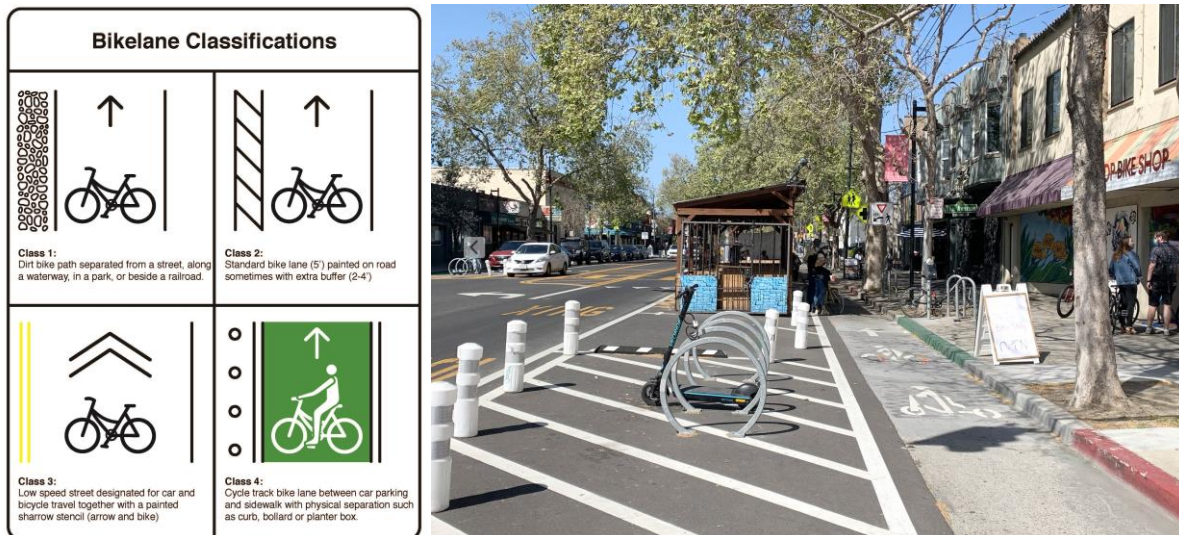 Bikelane Classifications
Class 1:
Dirt bike path separated from a street, along
a waterway, in a park, or beside a railroad.
Class 2:
Standard bike lane (5') painted on road
sometimes with extra buffer (2-4')
Class 3:
Low speed street designated for car and
bicycle travel together with a painted
sharrow stencil (arrow and bike)
Class 4:
Cycle track bike lane between car parking
and sidewalk with physical separation such
as curb, bollard or planter box.
OP BIKE SHOP